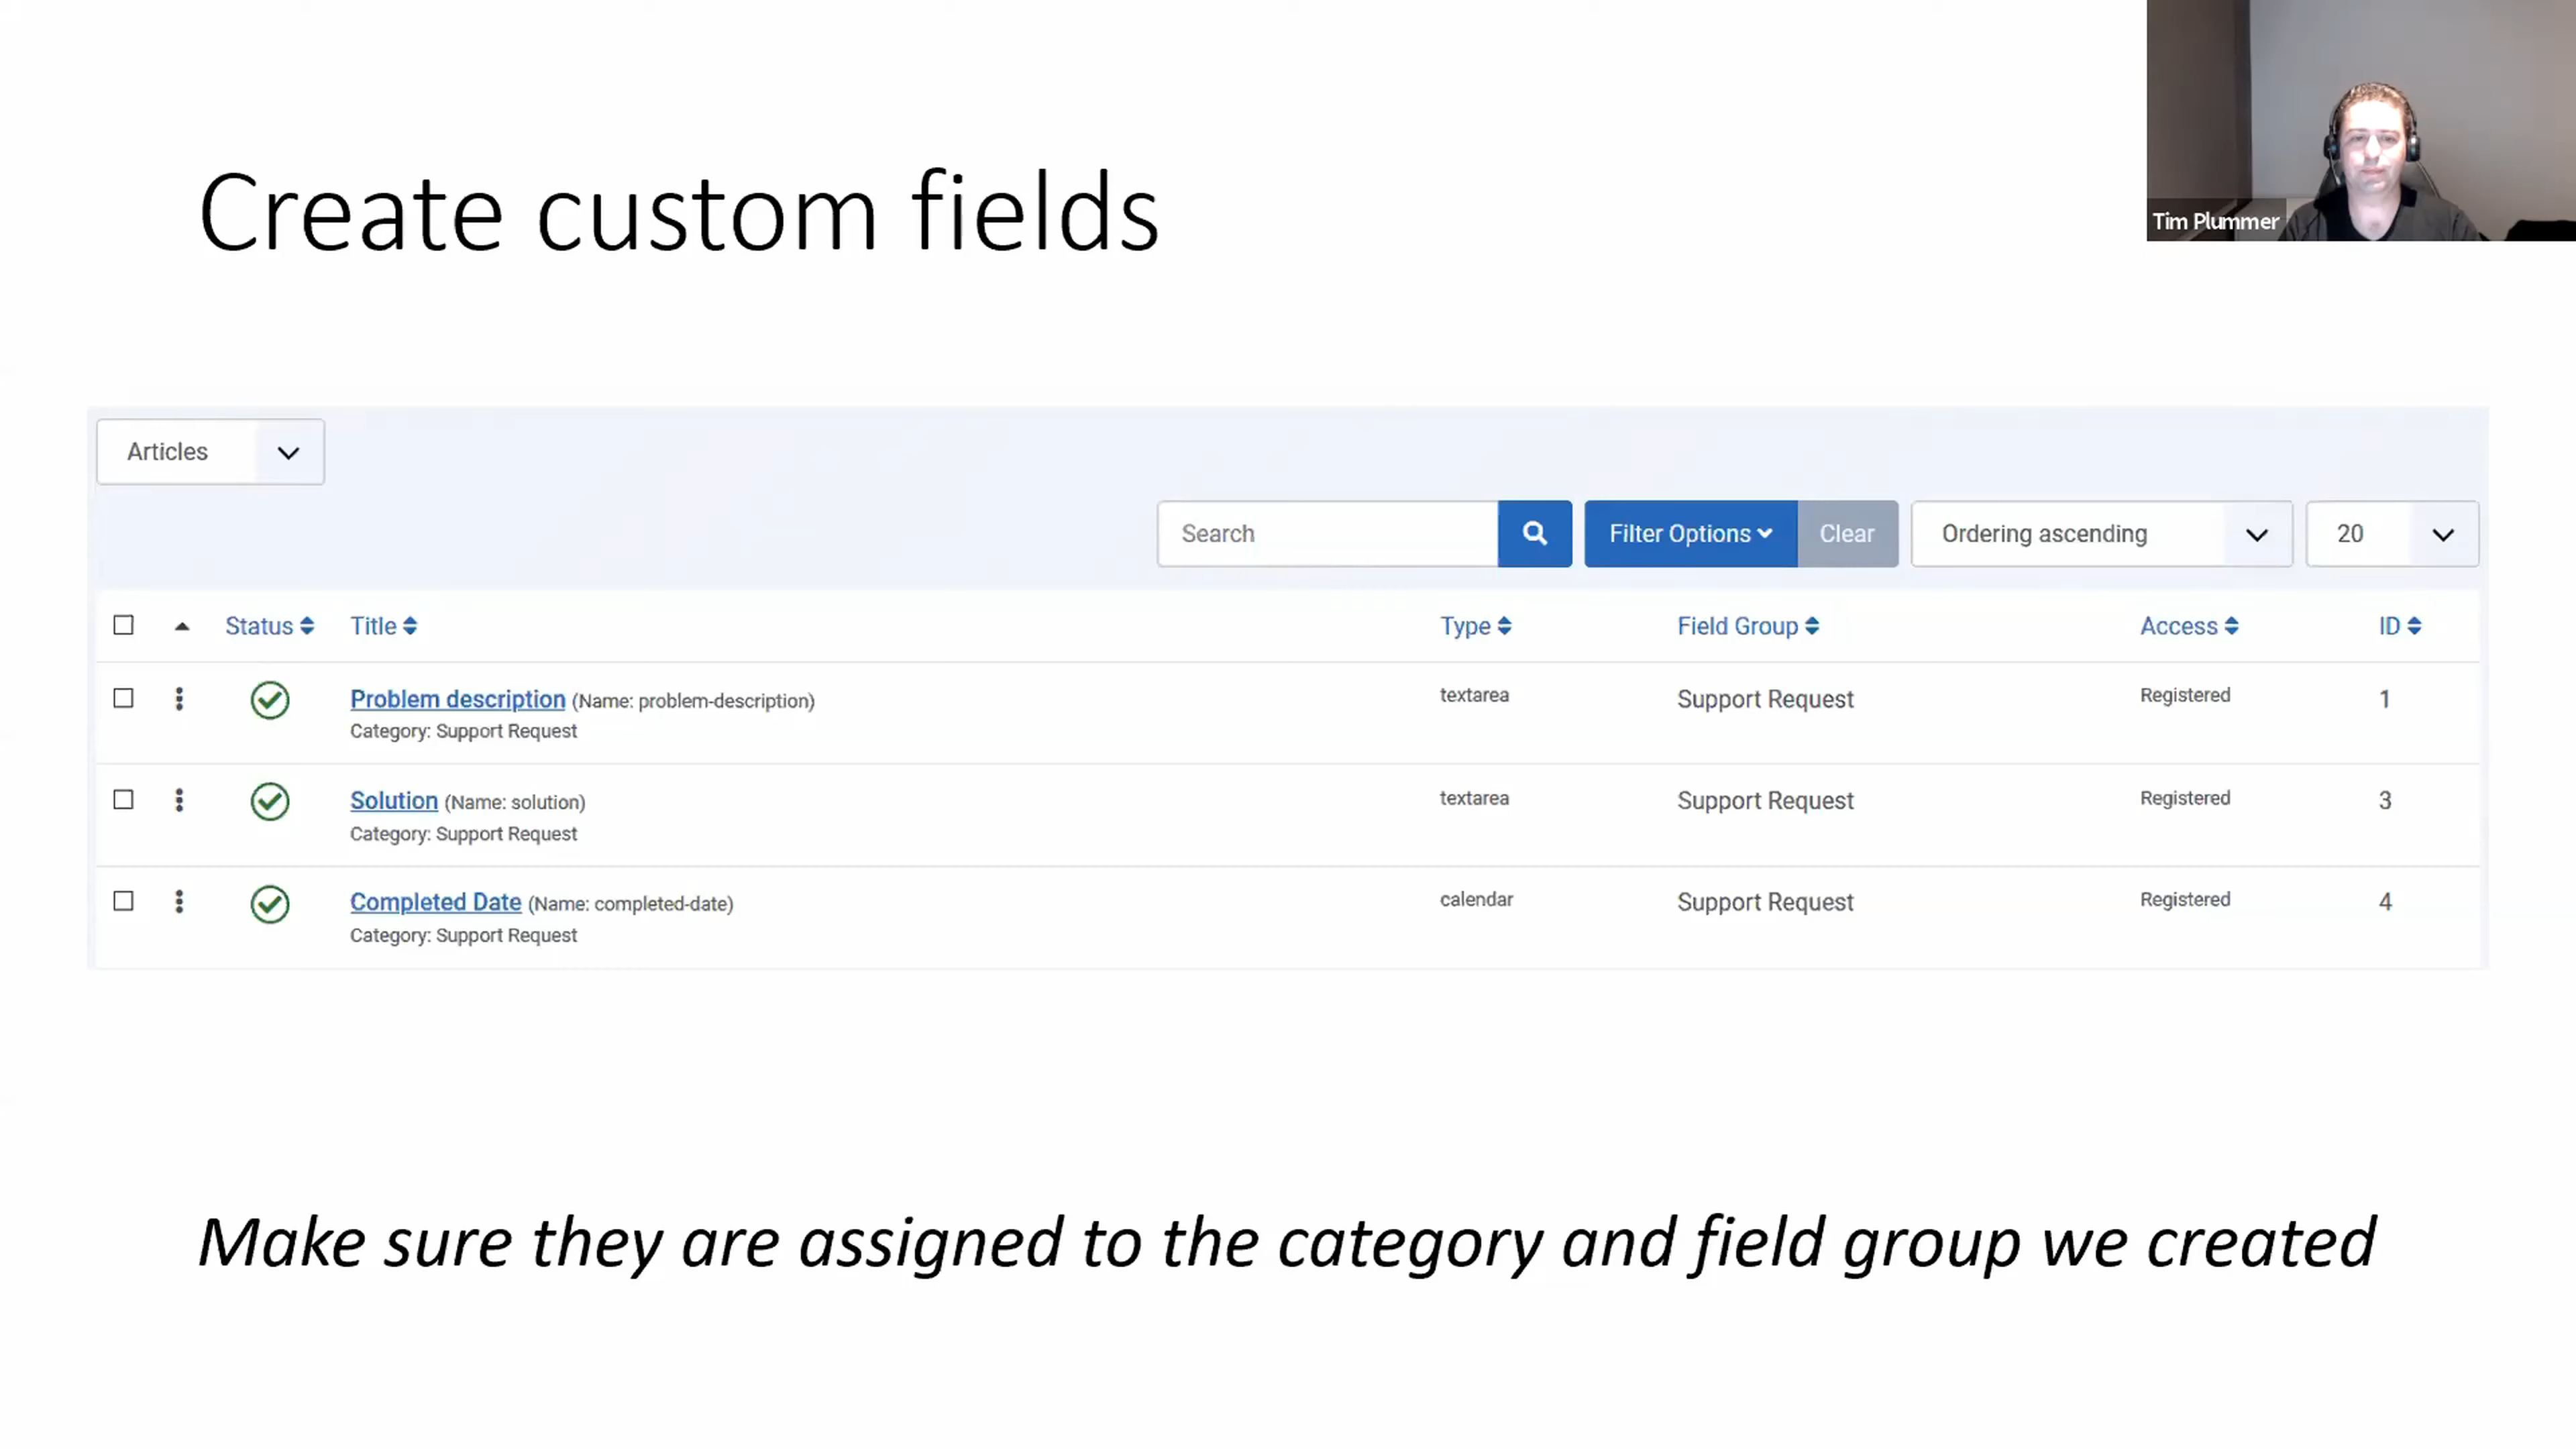 Tim Plummer
Create custom fields
Articles
Search Filter Options Clear Ordering ascending 20
Status Title Type Field Group Access ID
Problem description (Name: problem-description) textarea Support Request Registered 1
Category: Support Request
Solution (Name: solution) textarea Support Request Registered 3
Category: Support Request
Completed Date (Name: completed-date) calendar Support Request Registered 4
Category: Support Request
Make sure they are assigned to the category and field group we created